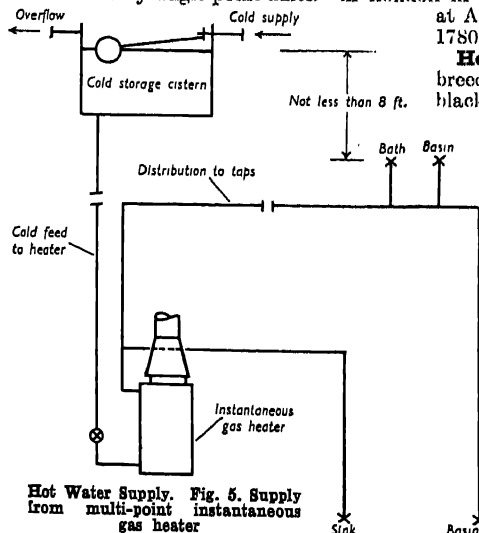 at A
1780
He
breed
black
Overflow
Cold supply
Cold storage cistern
Not less than 8 ft.
Bath
Basin
Distribution to taps
Cold feed
to heater
Instantaneous
gas heater
Hot Water Supply. Fig. 5. Supply
from multi-point instantaneous
gas heater
Sink
Basin